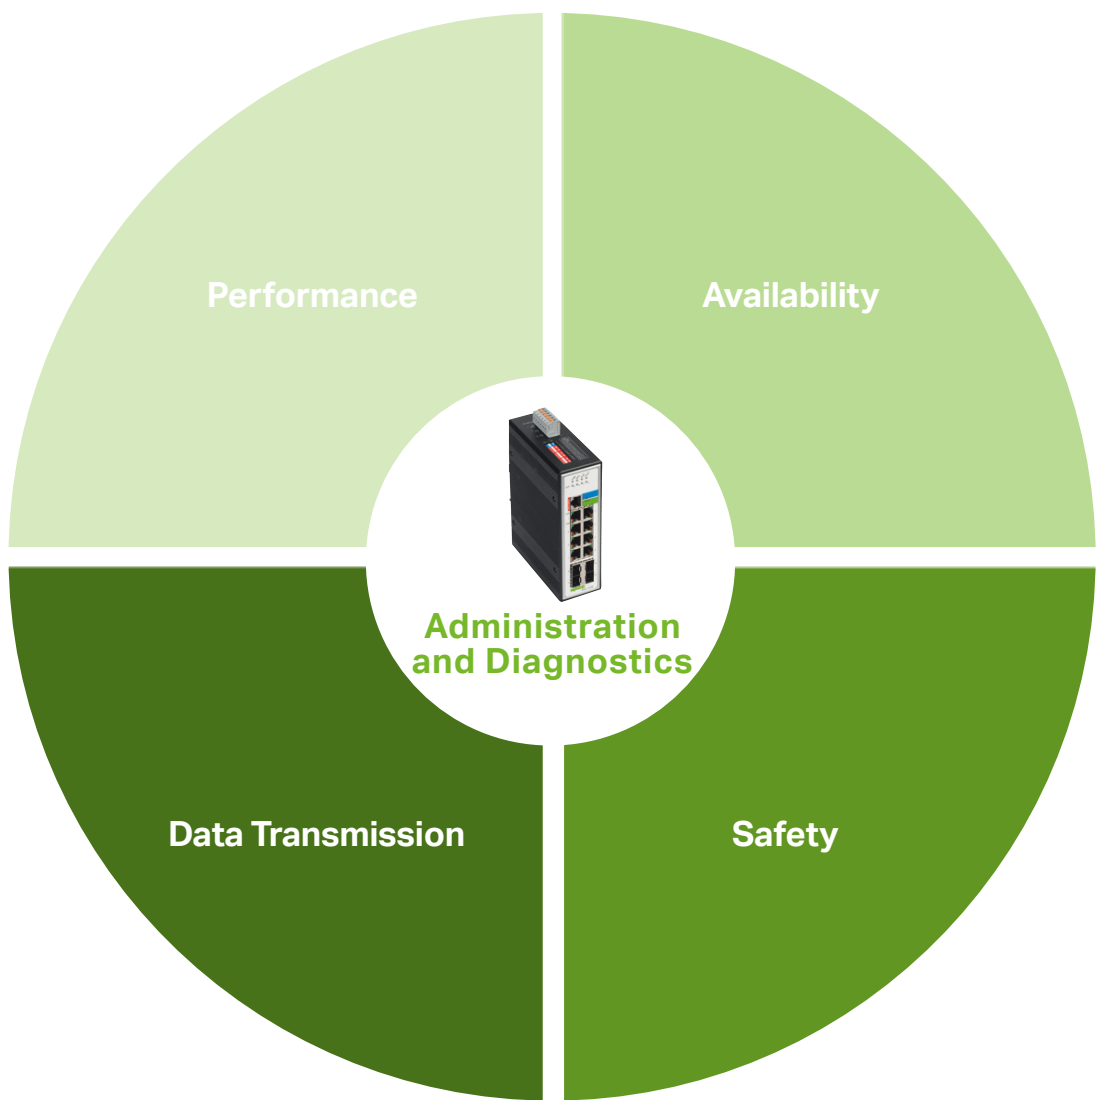 Performance
Availability
Administration
and Diagnostics
Data Transmission
Safety